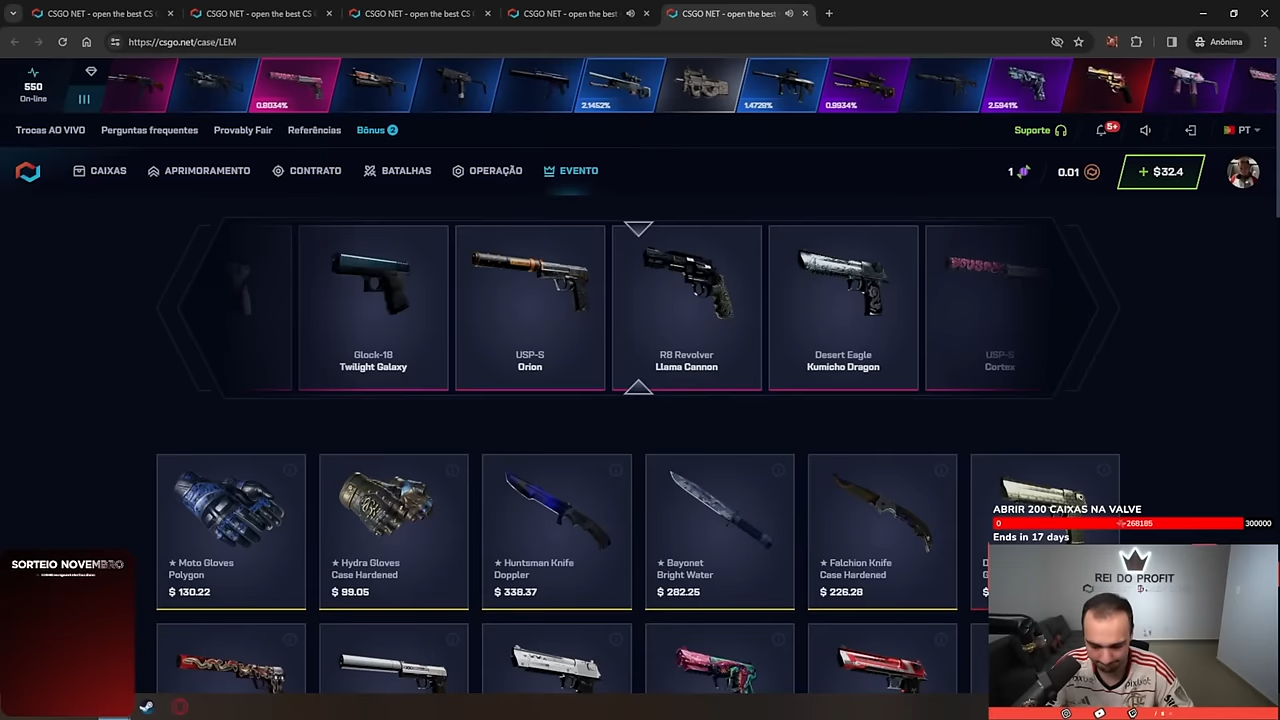 CSGO NET - open the best CS
CSGO NET - open the best CS
CSGO NET - open the best CS
CSGO NET - open the best
CSGO NET - open the best
https://csgo.net/case/LEM
Anônima
550
On-line
0.8034%
2.1452%
1.4728%
0.9934%
2.5941%
Trocas AO VIVO
Perguntas frequentes
Provably Fair
Referências
Bônus 2
Suporte
5+
PT
CAIXAS
APRIMORAMENTO
CONTRATO
BATALHAS
OPERAÇÃO
EVENTO
1
0.01
+ $32.4
Glock-18
Twilight Galaxy
USP-S
Orion
R8 Revolver
Llama Cannon
Desert Eagle
Kumicho Dragon
USP-S
Cortex
★ Moto Gloves
Polygon
$ 130.22
★ Hydra Gloves
Case Hardened
$ 99.05
★ Huntsman Knife
Doppler
$ 338.37
★ Bayonet
Bright Water
$ 282.25
★ Falchion Knife
Case Hardened
$ 226.28
ABRIR 200 CAIXAS NA VALVE
0
268185
300000
Ends in 17 days
SORTEIO NOVEMBRO
REI DO PROFIT
pixbet
pixbet